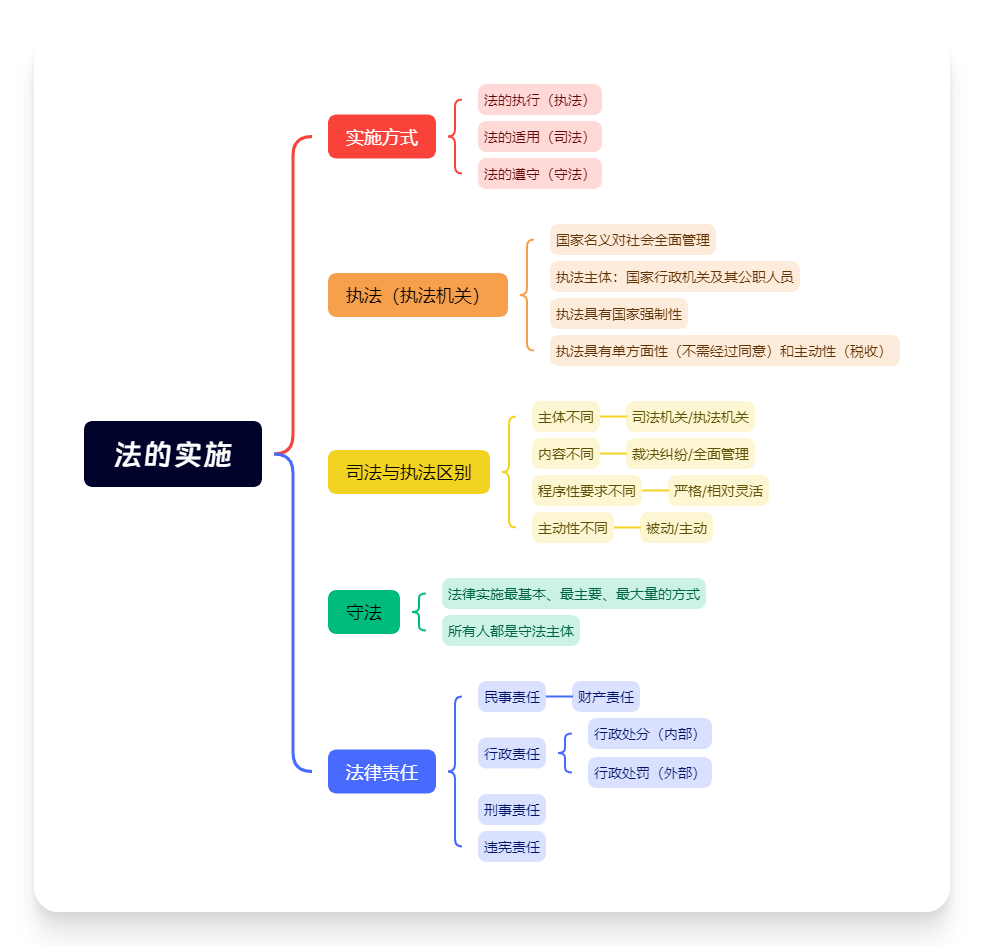 法的实施
实施方式
法的执行（执法）
法的适用（司法）
法的遵守（守法）
执法（执法机关）
国家名义对社会全面管理
执法主体：国家行政机关及其公职人员
执法具有国家强制性
执法具有单方面性（不需经过同意）和主动性（税收）
司法与执法区别
主体不同
司法机关/执法机关
内容不同
裁决纠纷/全面管理
程序性要求不同
严格/相对灵活
主动性不同
被动/主动
守法
法律实施最基本、最主要、最大量的方式
所有人都是守法主体
法律责任
民事责任
财产责任
行政责任
行政处分（内部）
行政处罚（外部）
刑事责任
违宪责任